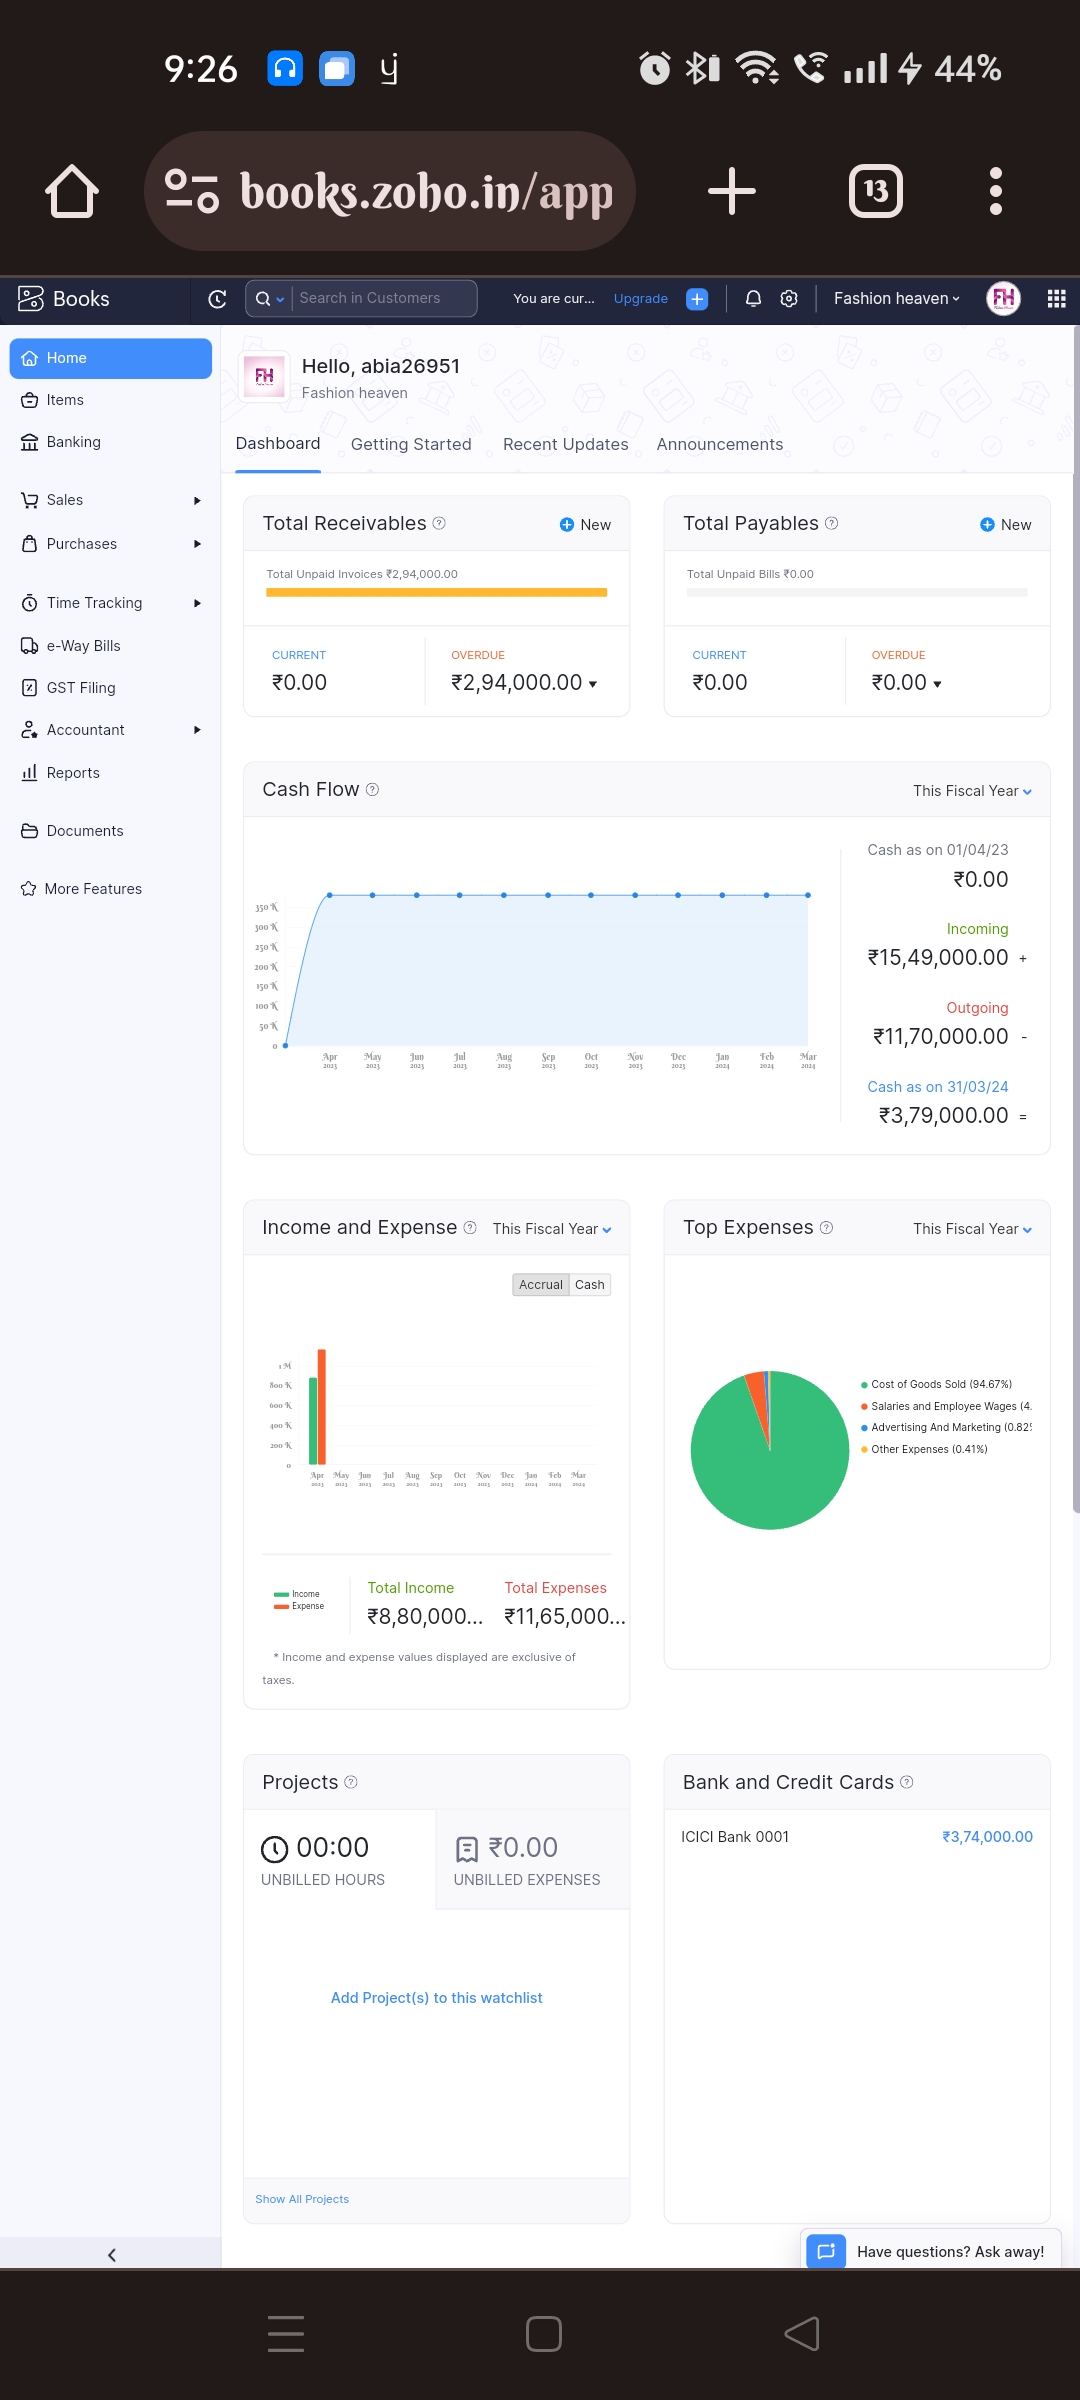 9:26
44%
books.zoho.in/app
13
Books
Search in Customers
You are cur...
Upgrade
Fashion heaven
FH
Home
Items
Banking
Sales
Purchases
Time Tracking
e-Way Bills
GST Filing
Accountant
Reports
Documents
More Features
FH
Hello, abia26951
Fashion heaven
Dashboard
Getting Started
Recent Updates
Announcements
Total Receivables
New
Total Unpaid Invoices ₹2,94,000.00
CURRENT
₹0.00
OVERDUE
₹2,94,000.00
Total Payables
New
Total Unpaid Bills ₹0.00
CURRENT
₹0.00
OVERDUE
₹0.00
Cash Flow
This Fiscal Year
350 K
300 K
250 K
200 K
150 K
100 K
50 K
0
Apr 2023
May 2023
Jun 2023
Jul 2023
Aug 2023
Sep 2023
Oct 2023
Nov 2023
Dec 2023
Jan 2024
Feb 2024
Mar 2024
Cash as on 01/04/23
₹0.00
Incoming
₹15,49,000.00 +
Outgoing
₹11,70,000.00 -
Cash as on 31/03/24
₹3,79,000.00 =
Income and Expense
This Fiscal Year
Accrual
Cash
1 M
800 K
600 K
400 K
200 K
0
Apr 2023
May 2023
Jun 2023
Jul 2023
Aug 2023
Sep 2023
Oct 2023
Nov 2023
Dec 2023
Jan 2024
Feb 2024
Mar 2024
Income
Expense
Total Income
₹8,80,000...
Total Expenses
₹11,65,000...
* Income and expense values displayed are exclusive of
taxes.
Top Expenses
This Fiscal Year
Cost of Goods Sold (94.67%)
Salaries and Employee Wages (4.
Advertising And Marketing (0.82%
Other Expenses (0.41%)
Projects
00:00
UNBILLED HOURS
₹0.00
UNBILLED EXPENSES
Add Project(s) to this watchlist
Show All Projects
Bank and Credit Cards
ICICI Bank 0001
₹3,74,000.00
Have questions? Ask away!